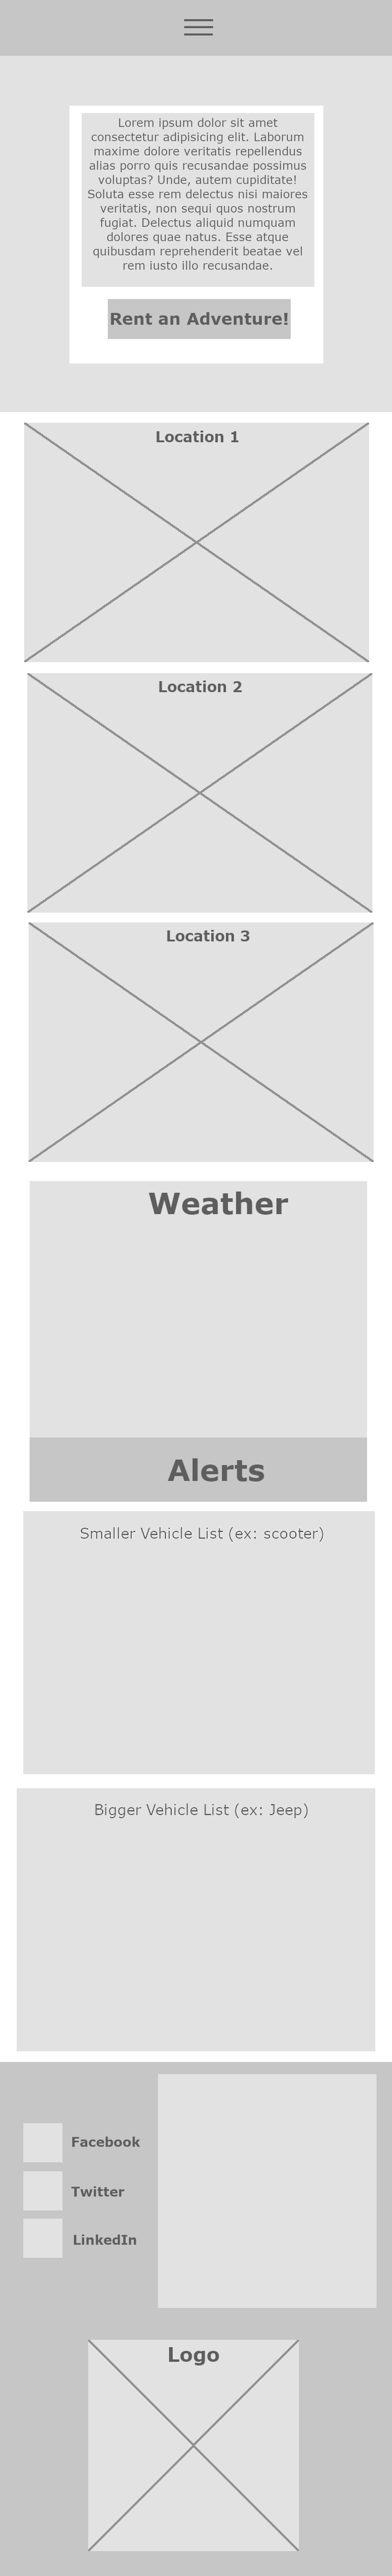 Lorem ipsum dolor sit amet
consectetur adipisicing elit. Laborum
maxime dolore veritatis repellendus
alias porro quis recusandae possimus
voluptas? Unde, autem cupiditate!
Soluta esse rem delectus nisi maiores
veritatis, non sequi quos nostrum
fugiat. Delectus aliquid numquam
dolores quae natus. Esse atque
quibusdam reprehenderit beatae vel
rem iusto illo recusandae.
Rent an Adventure!
Location 1
Location 2
Location 3
Weather
Alerts
Smaller Vehicle List (ex: scooter)
Bigger Vehicle List (ex: Jeep)
Facebook
Twitter
LinkedIn
Logo